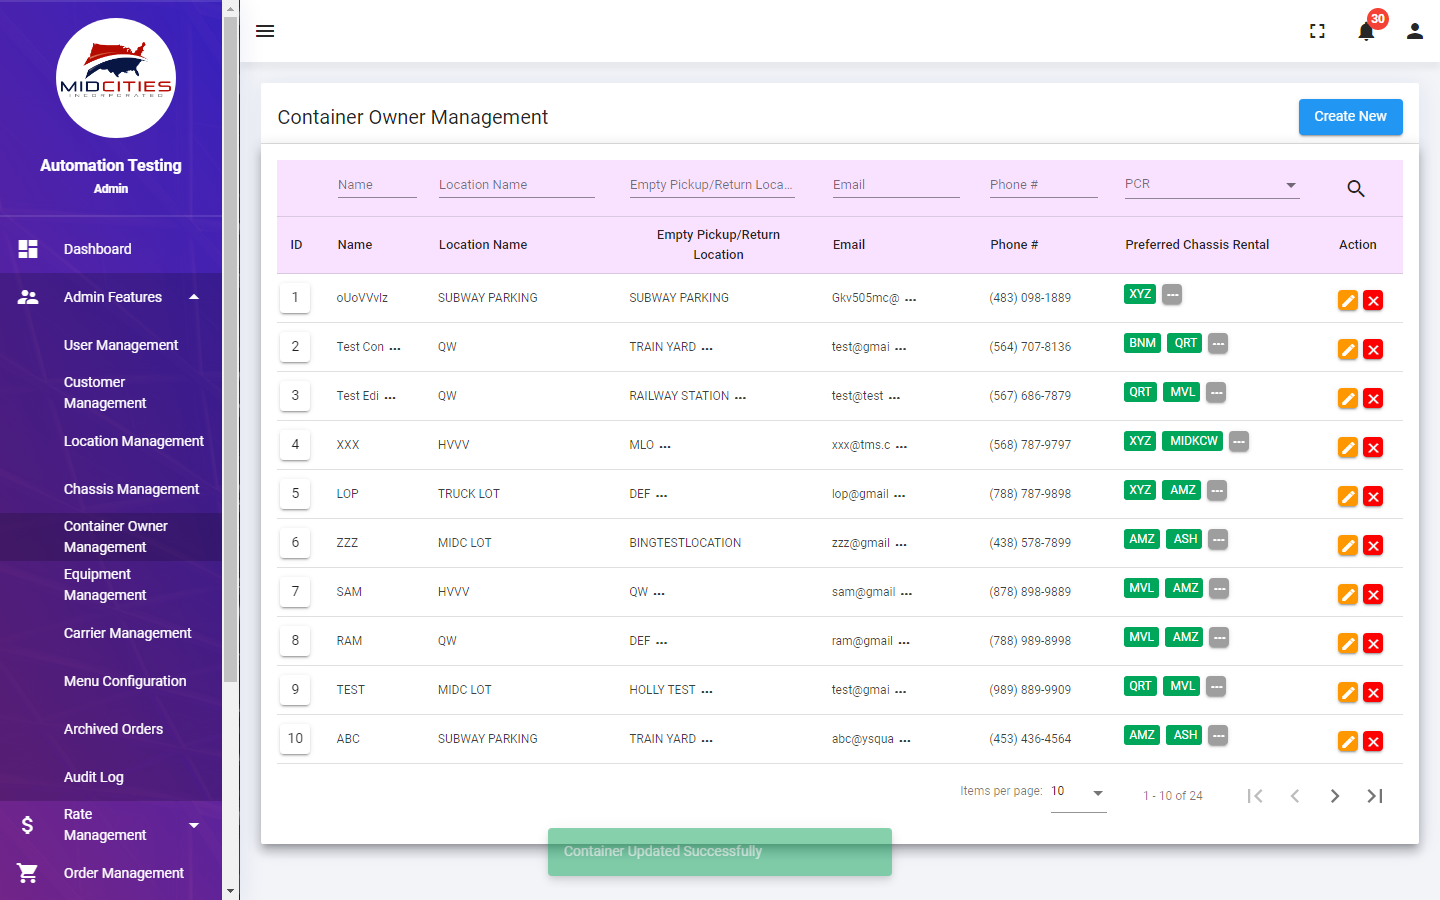 MIDCITIES
INCORPORATED
Automation Testing
Admin
Dashboard
Admin Features
User Management
Customer
Management
Location Management
Chassis Management
Container Owner
Management
Equipment
Management
Carrier Management
Menu Configuration
Archived Orders
Audit Log
Rate
Management
Order Management
30
Container Owner Management
Create New
Name Location Name Empty Pickup/Return Loca... Email Phone # PCR
ID Name Location Name Empty Pickup/Return Location Email Phone # Preferred Chassis Rental Action
1 oUoVVvlz SUBWAY PARKING SUBWAY PARKING Gkv505mc@ ... (483) 098-1889 XYZ ---
2 Test Con ... QW TRAIN YARD ... test@gmai ... (564) 707-8136 BNM QRT ---
3 Test Edi ... QW RAILWAY STATION ... test@test ... (567) 686-7879 QRT MVL ---
4 XXX HVVV MLO ... xxx@tms.c ... (568) 787-9797 XYZ MIDKCW ---
5 LOP TRUCK LOT DEF ... lop@gmail ... (788) 787-9898 XYZ AMZ ---
6 ZZZ MIDC LOT BINGTESTLOCATION zzz@gmail ... (438) 578-7899 AMZ ASH ---
7 SAM HVVV QW ... sam@gmail ... (878) 898-9889 MVL AMZ ---
8 RAM QW DEF ... ram@gmail ... (788) 989-8998 MVL AMZ ---
9 TEST MIDC LOT HOLLY TEST ... test@gmai ... (989) 889-9909 QRT MVL ---
10 ABC SUBWAY PARKING TRAIN YARD ... abc@ysqua ... (453) 436-4564 AMZ ASH ---
Items per page: 10 1 - 10 of 24
Container Updated Successfully